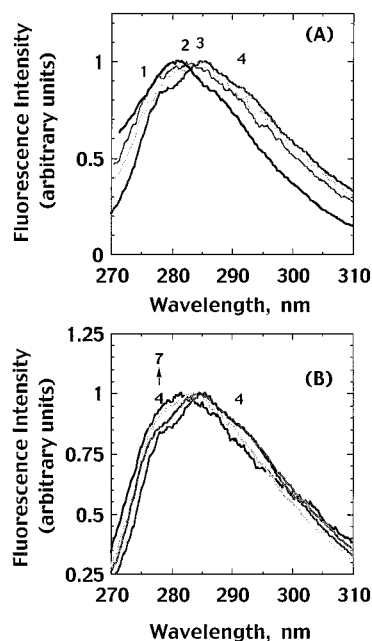 (A)
1
2 3
4
Fluorescence Intensity
(arbitrary units)
1
0.5
0
270 280 290 300 310
Wavelength, nm
(B)
7
4
4
Fluorescence Intensity
(arbitrary units)
1.25
1
0.75
0.5
0.25
270 280 290 300 310
Wavelength, nm